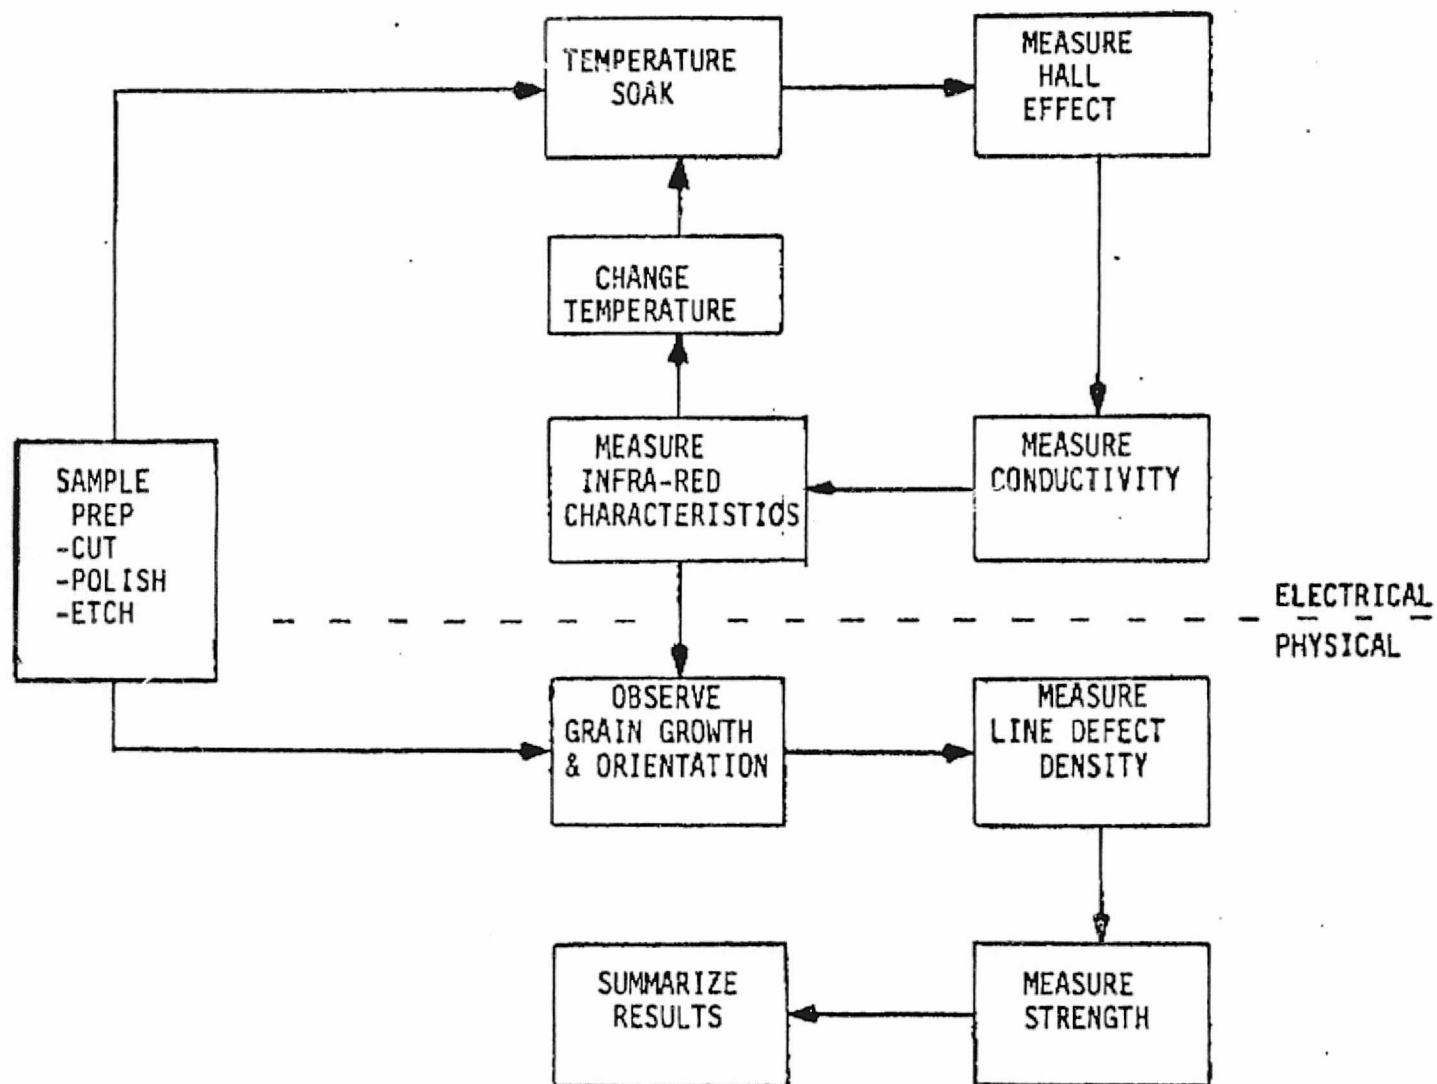 TEMPERATURE
SOAK
MEASURE
HALL
EFFECT
CHANGE
TEMPERATURE
SAMPLE
PREP
-CUT
-POLISH
-ETCH
MEASURE
INFRA-RED
CHARACTERISTICS
MEASURE
CONDUCTIVITY
ELECTRICAL
PHYSICAL
OBSERVE
GRAIN GROWTH
& ORIENTATION
MEASURE
LINE DEFECT
DENSITY
SUMMARIZE
RESULTS
MEASURE
STRENGTH